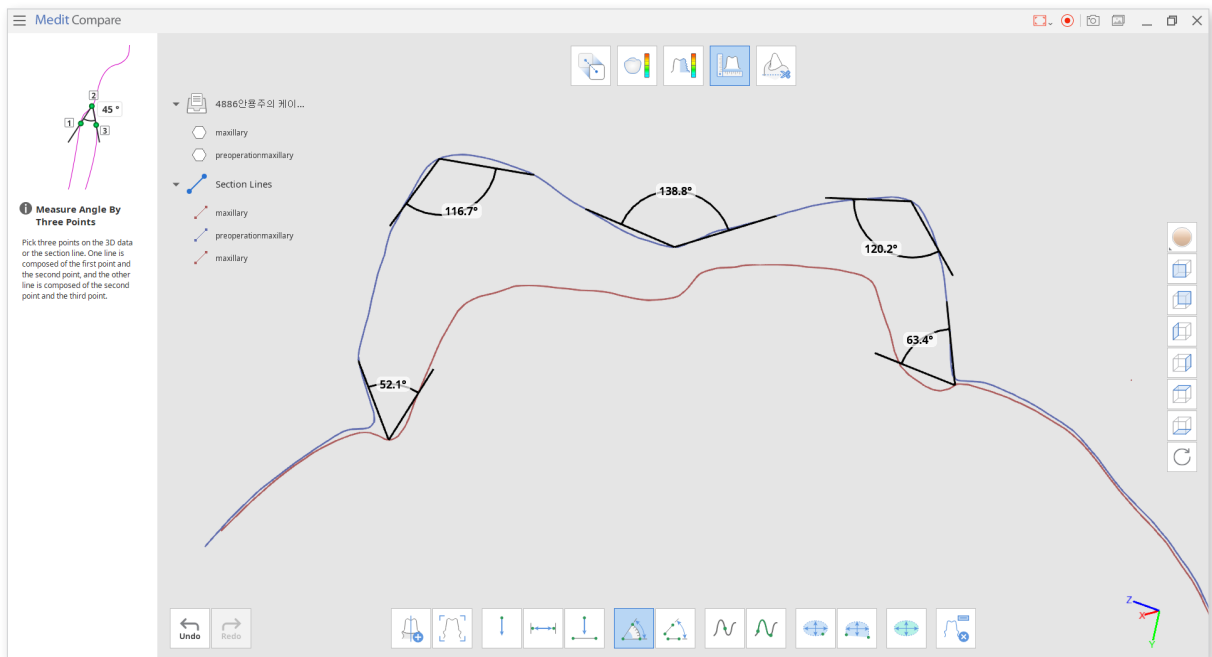 Medit Compare
2
45 °
1
3
Measure Angle By
Three Points
Pick three points on the 3D data
or the section line. One line is
composed of the first point and
the second point, and the other
line is composed of the second
point and the third point.
4886안용주의 케이...
maxillary
preoperationmaxillary
Section Lines
maxillary
preoperationmaxillary
maxillary
116.7°
138.8°
120.2°
52.1°
63.4°
Undo
Redo
Z
X
Y